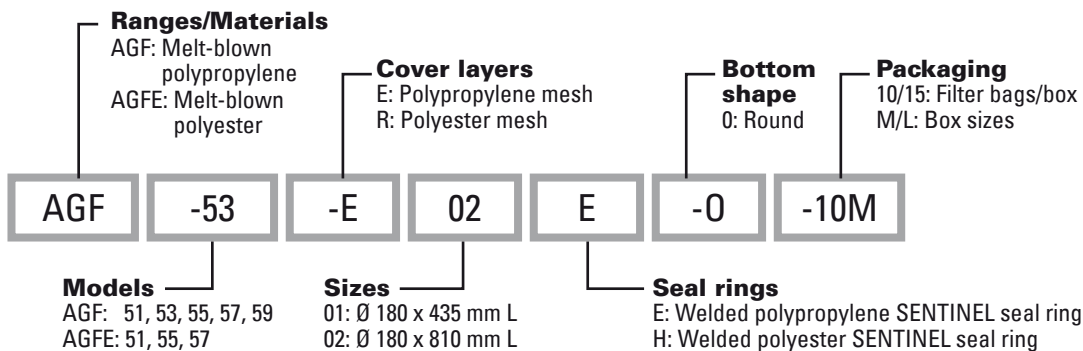 Ranges/Materials
AGF: Melt-blown
polypropylene
AGFE: Melt-blown
polyester
Cover layers
E: Polypropylene mesh
R: Polyester mesh
Bottom
shape
0: Round
Packaging
10/15: Filter bags/box
M/L: Box sizes
AGF -53 -E 02 E -0 -10M
Models
AGF: 51, 53, 55, 57, 59
AGFE: 51, 55, 57
Sizes
01: Ø 180 x 435 mm L
02: Ø 180 x 810 mm L
Seal rings
E: Welded polypropylene SENTINEL seal ring
H: Welded polyester SENTINEL seal ring